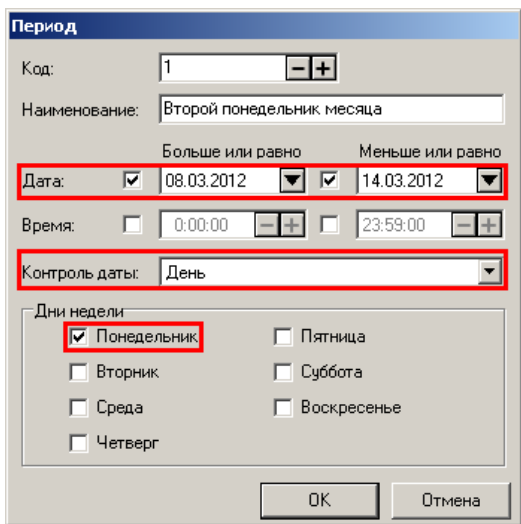 Период
Код: 1
Наименование: Второй понедельник месяца
Больше или равно Меньше или равно
Дата: 08.03.2012 14.03.2012
Время: 0:00:00 23:59:00
Контроль даты: День
Дни недели
Понедельник Пятница
Вторник Суббота
Среда Воскресенье
Четверг
OK Отмена